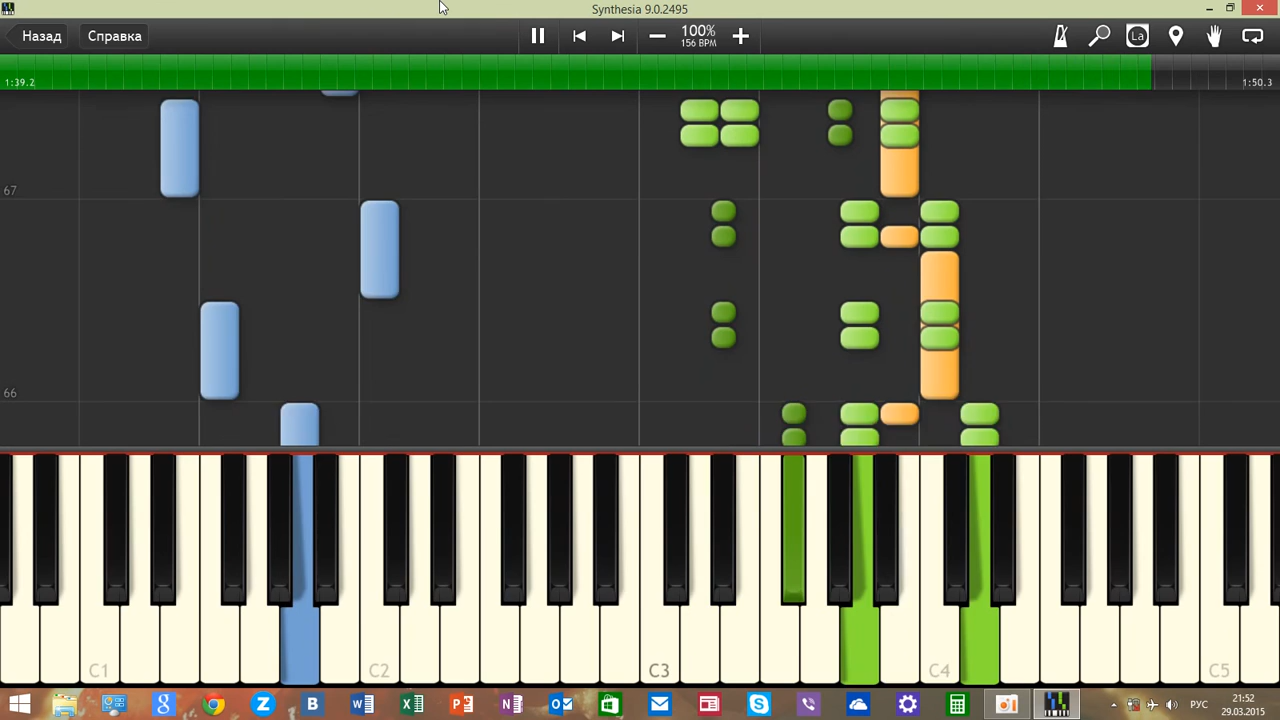 Synthesia 9.0.2495
Назад
Справка
100%
156 BPM
La
1:39.2
1:50.3
67
66
C1
C2
C3
C4
C5
РУС
21:52
29.03.2015